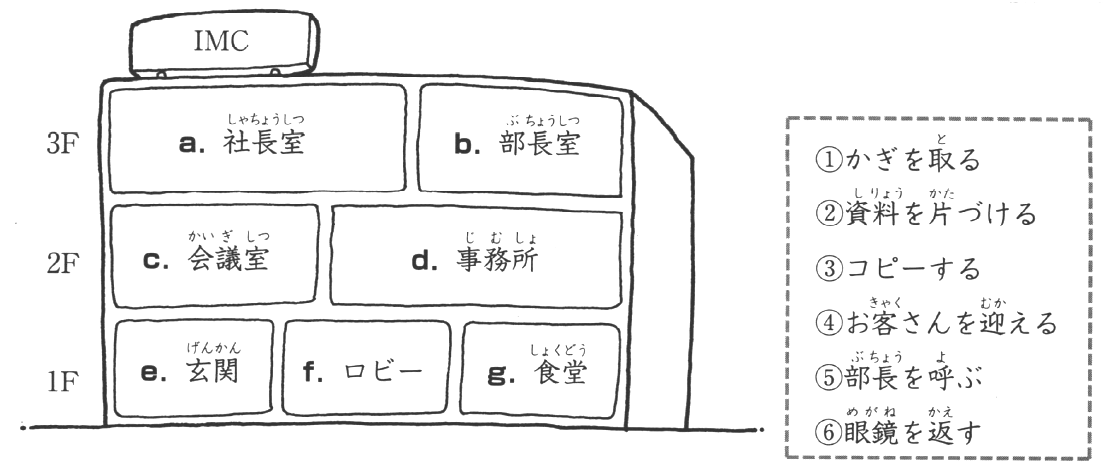 IMC
しゃちょうしつ ぶちょうしつ
3F a. 社長室 b. 部長室
かいぎしつ じむしょ
2F c. 会議室 d. 事務所
げんかん しょくどう
1F e. 玄関 f. ロビー g. 食堂
と
①かぎを取る
しりょう かた
②資料を片づける
③コピーする
きゃく むか
④お客さんを迎える
ぶちょう よ
⑤部長を呼ぶ
めがね かえ
⑥眼鏡を返す